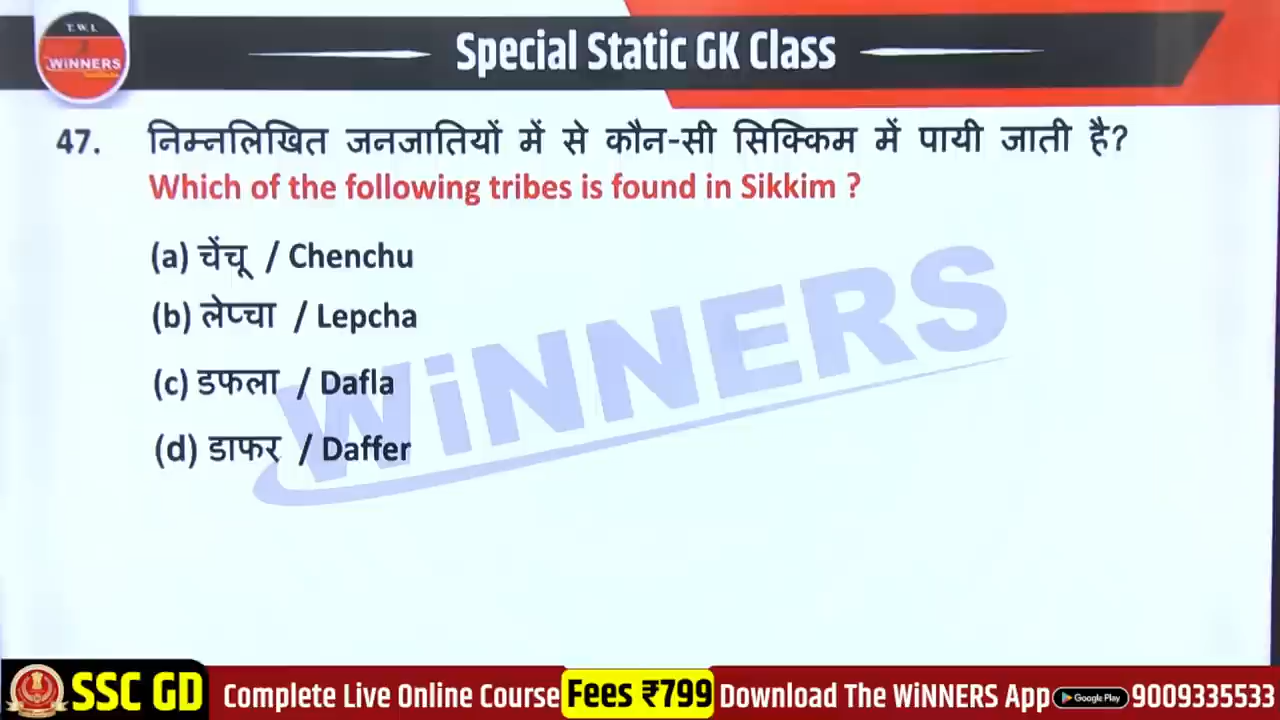 T.W.I.
WiNNERS
Special Static GK Class
47. निम्नलिखित जनजातियों में से कौन-सी सिक्किम में पायी जाती है?
Which of the following tribes is found in Sikkim ?
(a) चेंचू / Chenchu
(b) लेप्चा / Lepcha
(c) डफला / Dafla
(d) डाफर / Daffer
WiNNERS
SSC GD Complete Live Online Course Fees ₹799 Download The WiNNERS App Google Play 9009335533